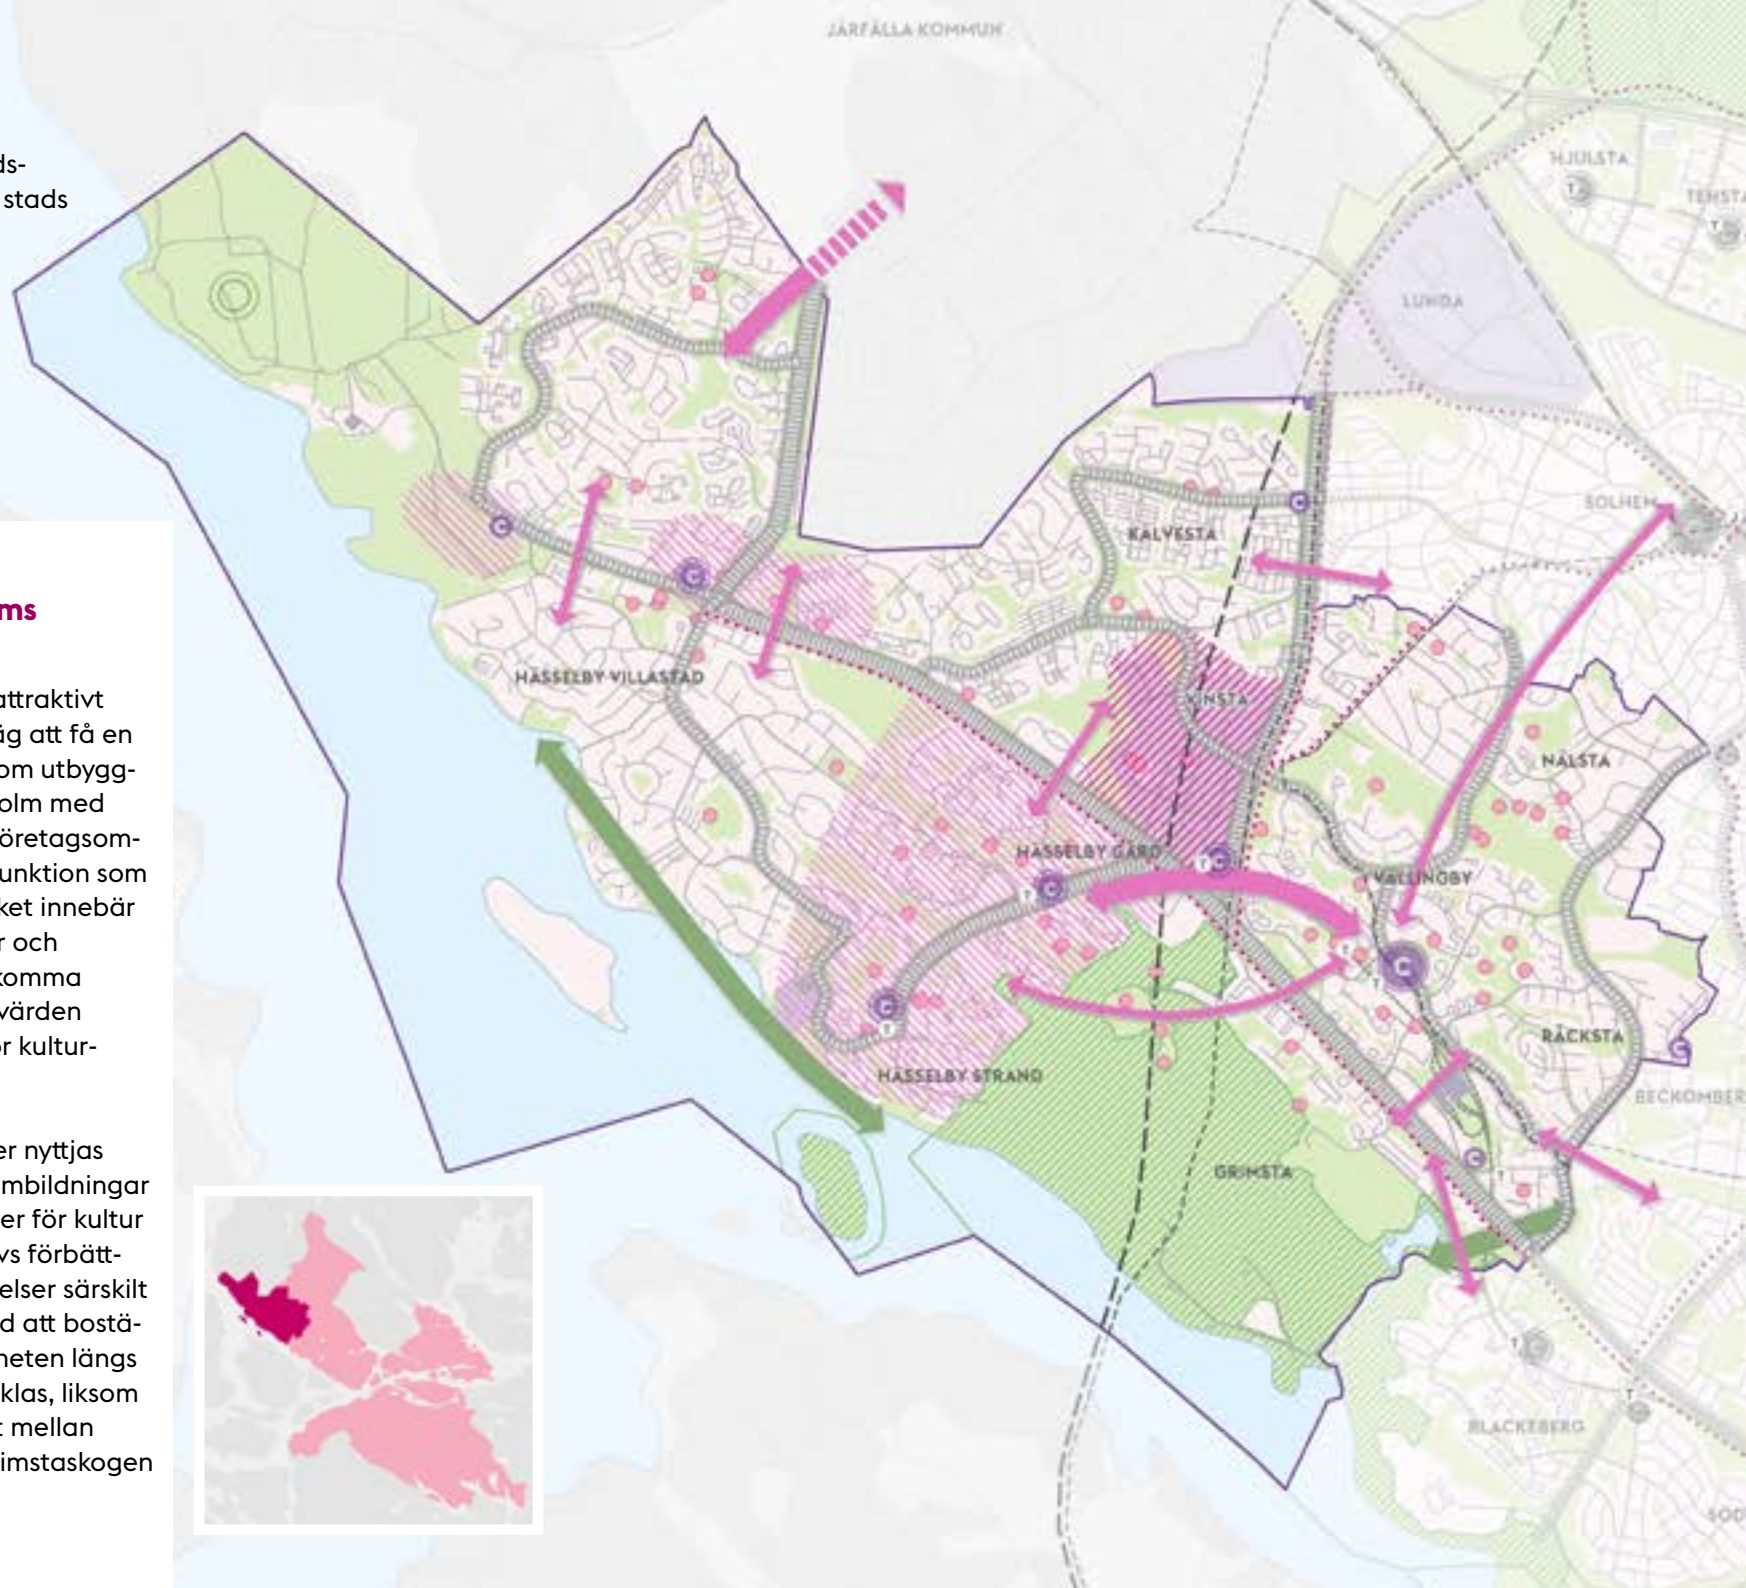 ds-
stads
ms
attraktivt
äg att få en
om utbygg-
olm med
öretagsom-
unktion som
ket innebär
r och
komma
värden
r kultur-
er nyttjas
mbildningar
er för kultur
vs förbätt-
elser särskilt
d att bostä-
heten längs
klas, liksom
t mellan
imstaskogen
JÄRFÄLLA KOMMUN
HJULSTA
T
TENSTA
T
LUNDA
SOLHEM
C
KÄLVESTA
C
C
HÄSSELBY VILLASTAD
VINSTA
NÄLSTA
HÄSSELBY GÅRD
T C
T C
VÄLLINGBY
C
T
C
T
RÅCKSTA
HÄSSELBY STRAND
BECKOMBER
GRIMSTA
C
T
T
BLACKEBERG
T
SÖD